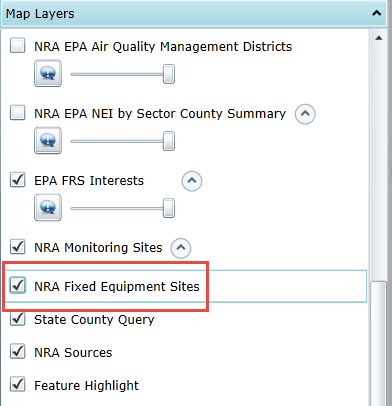 Map Layers
NRA EPA Air Quality Management Districts
NRA EPA NEI by Sector County Summary
EPA FRS Interests
NRA Monitoring Sites
NRA Fixed Equipment Sites
State County Query
NRA Sources
Feature Highlight